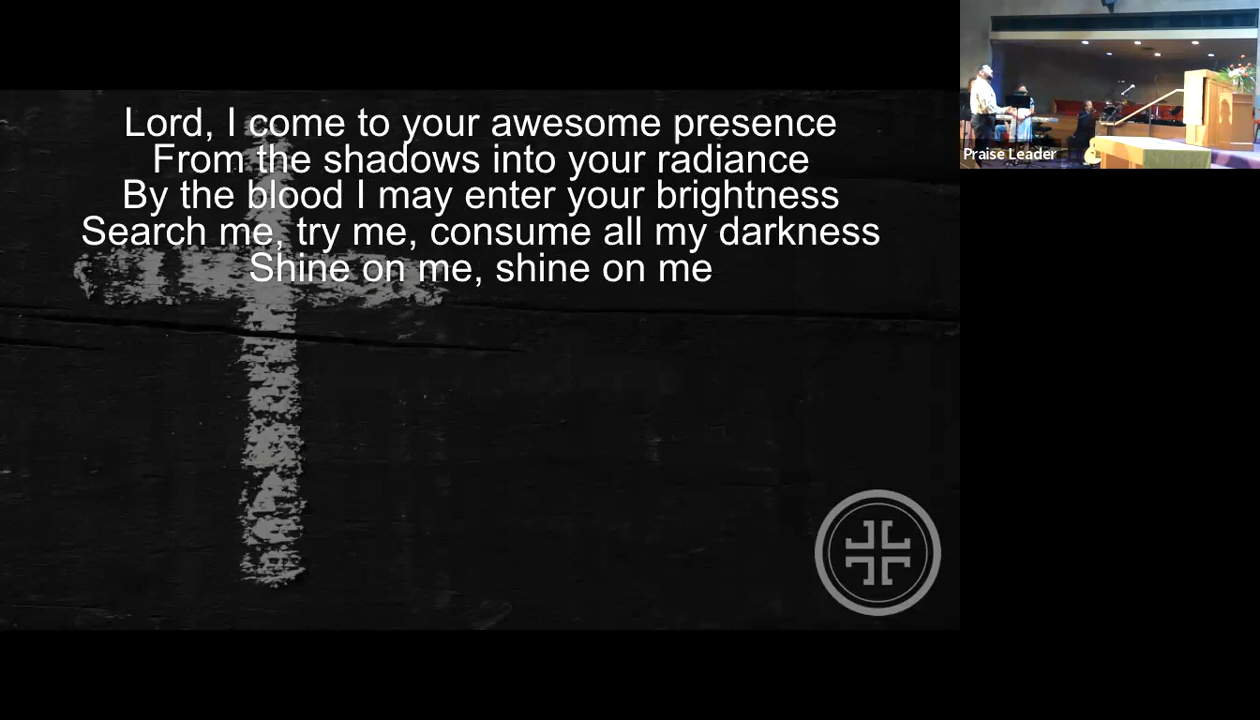 Lord, I come to your awesome presence
From the shadows into your radiance
By the blood I may enter your brightness
Search me, try me, consume all my darkness
Shine on me, shine on me
Praise Leader